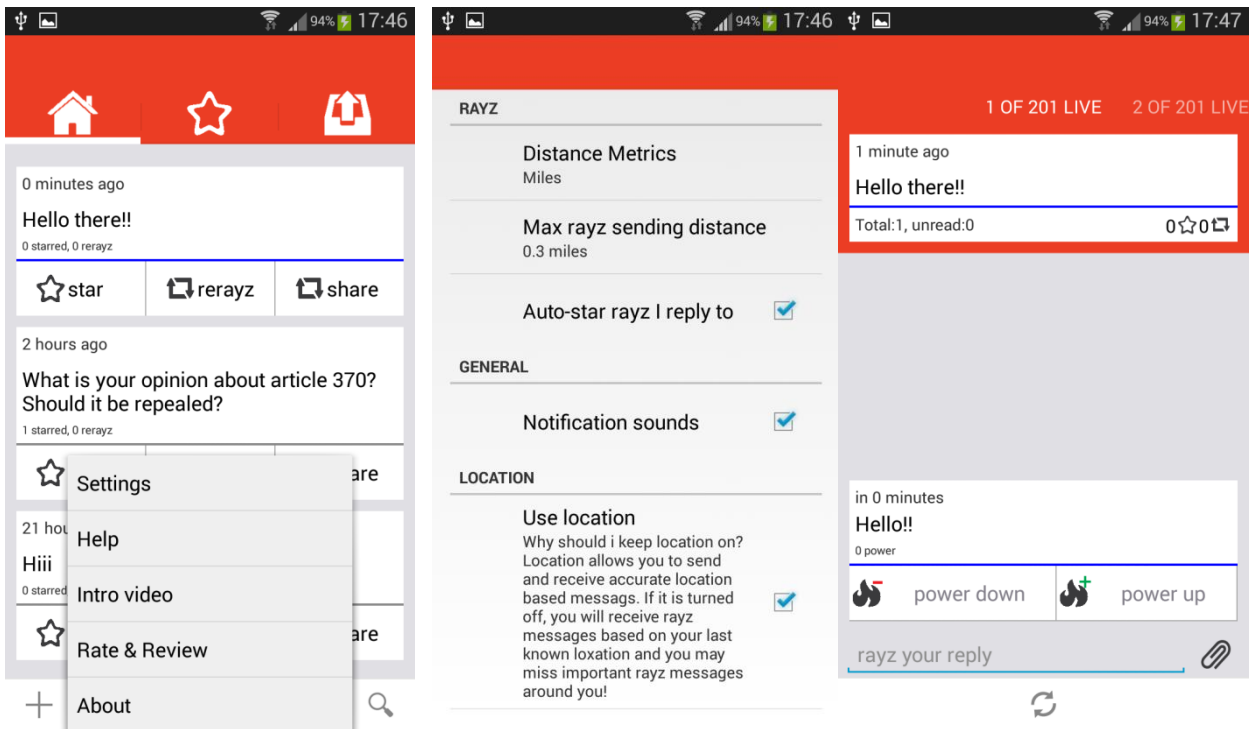 94% 17:46
0 minutes ago
Hello there!!
0 starred, 0 rerayz
star rerayz share
2 hours ago
What is your opinion about article 370?
Should it be repealed?
1 starred, 0 rerayz
are
21 hou
Hiii
0 starred
are
Settings
Help
Intro video
Rate & Review
About
94% 17:46
RAYZ
Distance Metrics
Miles
Max rayz sending distance
0.3 miles
Auto-star rayz I reply to
GENERAL
Notification sounds
LOCATION
Use location
Why should i keep location on?
Location allows you to send
and receive accurate location
based messags. If it is turned
off, you will receive rayz
messages based on your last
known loxation and you may
miss important rayz messages
around you!
94% 17:47
1 OF 201 LIVE 2 OF 201 LIVE
1 minute ago
Hello there!!
Total:1, unread:0 0 0
in 0 minutes
Hello!!
0 power
power down power up
rayz your reply